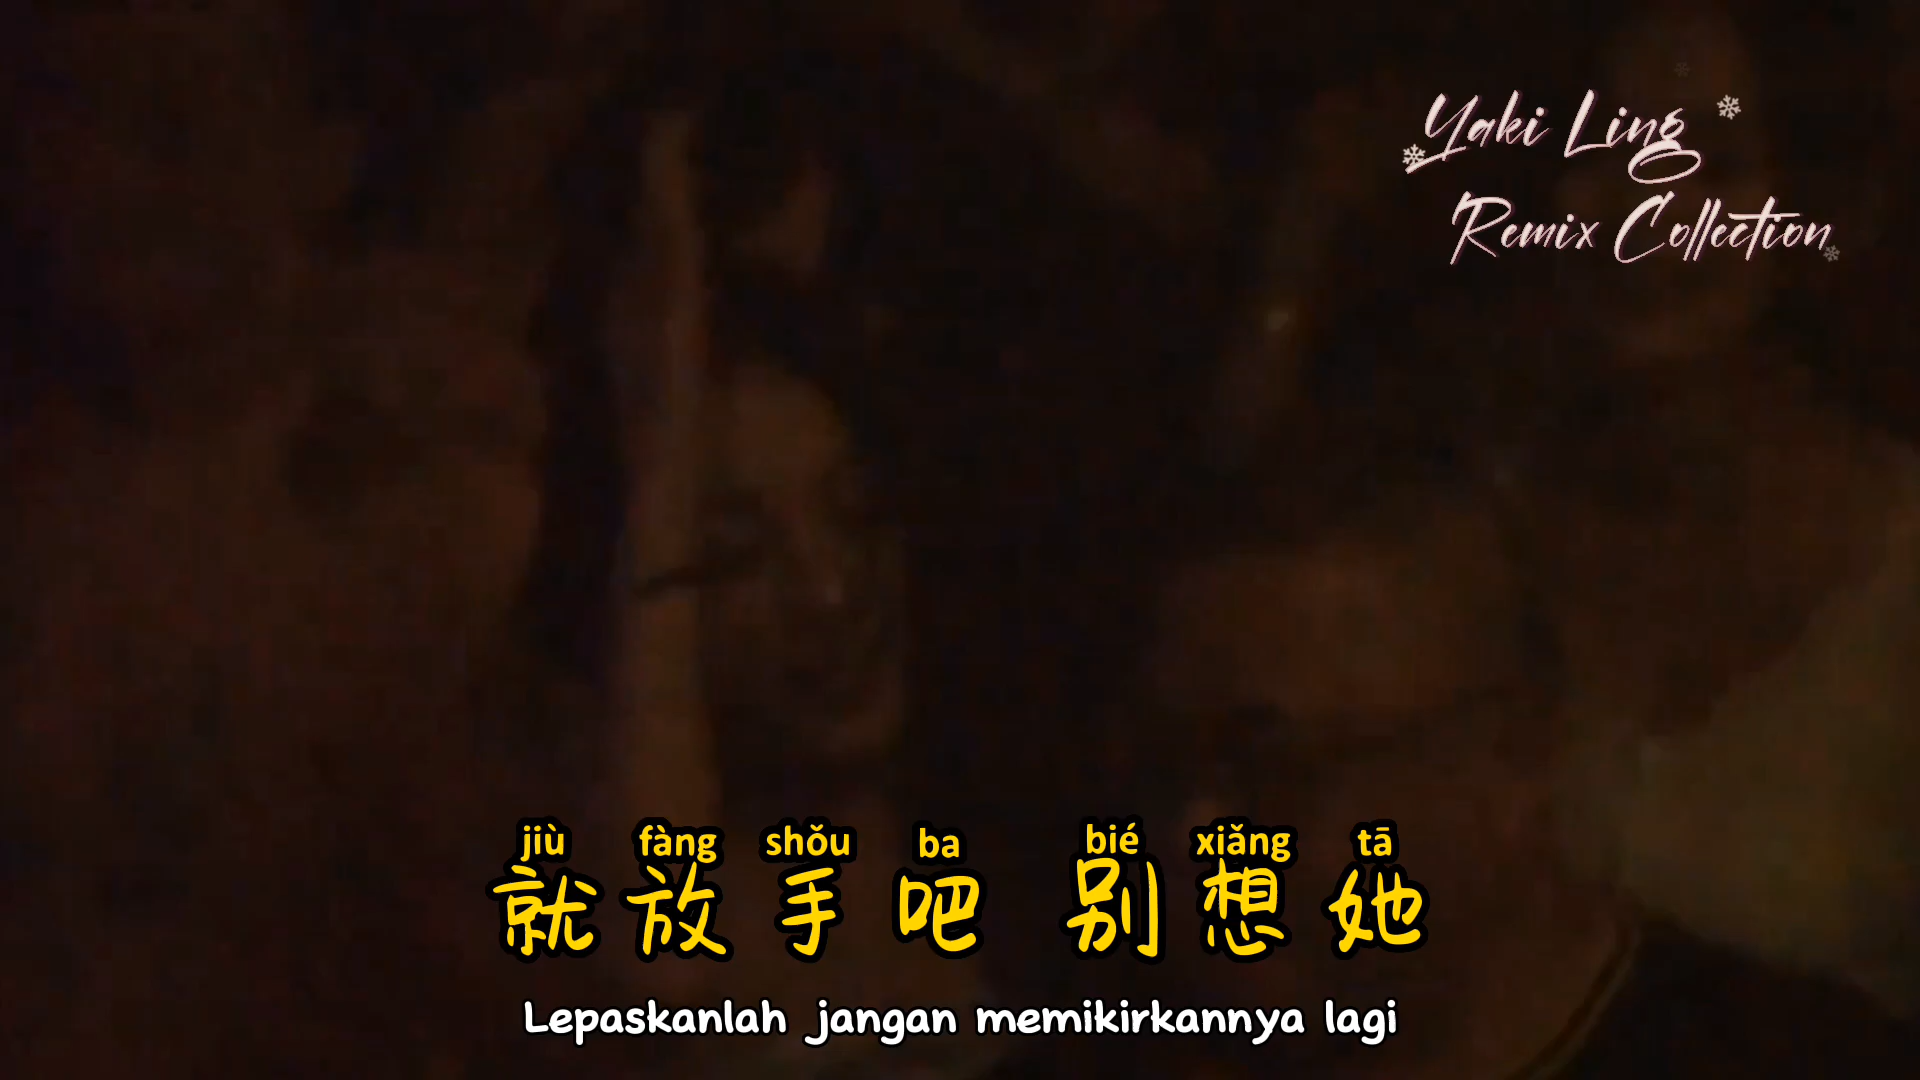 Yaki Ling
Remix Collection
jiù fàng shǒu ba bié xiǎng tā
就放手吧 别想她
Lepaskanlah jangan memikirkannya lagi